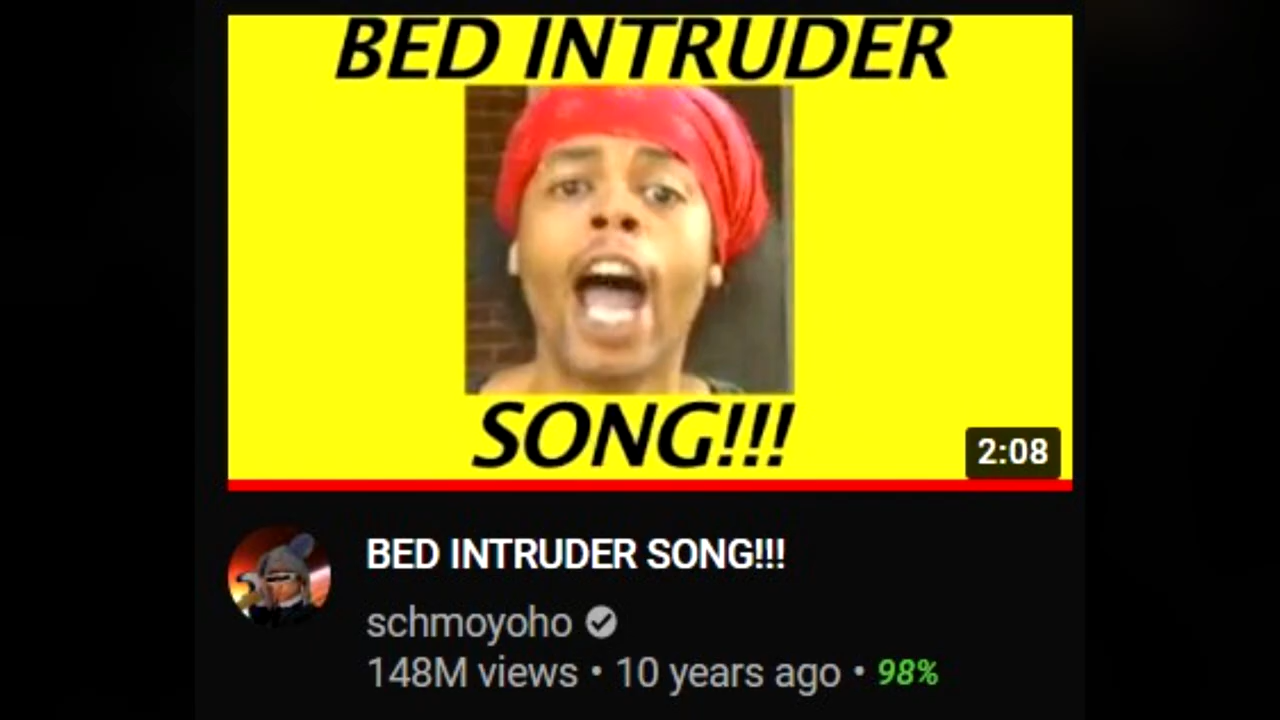 BED INTRUDER
SONG!!!
2:08
BED INTRUDER SONG!!!
schmoyoho
148M views • 10 years ago • 98%